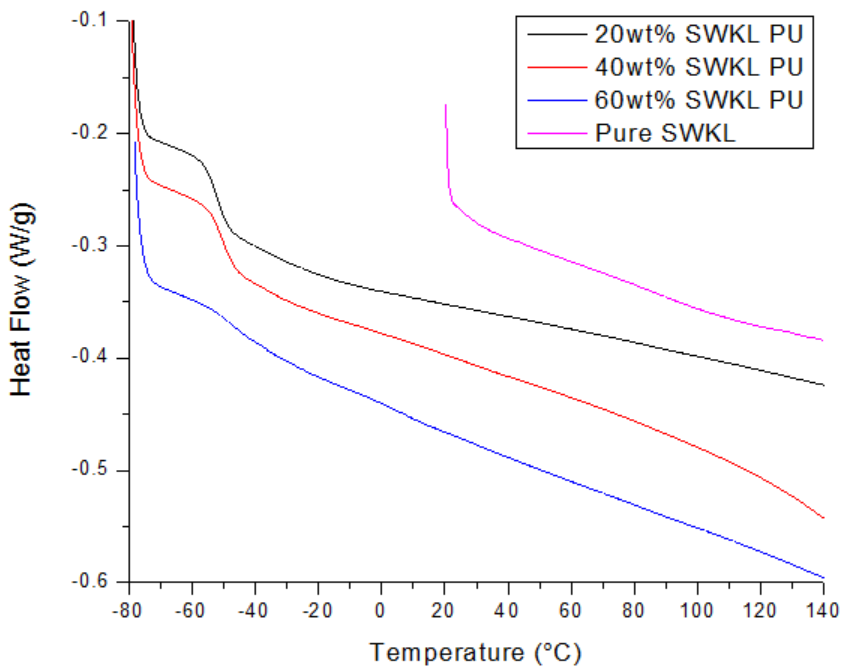 20wt% SWKL PU
40wt% SWKL PU
60wt% SWKL PU
Pure SWKL
Heat Flow (W/g)
-0.1
-0.2
-0.3
-0.4
-0.5
-0.6
-80 -60 -40 -20 0 20 40 60 80 100 120 140
Temperature (°C)